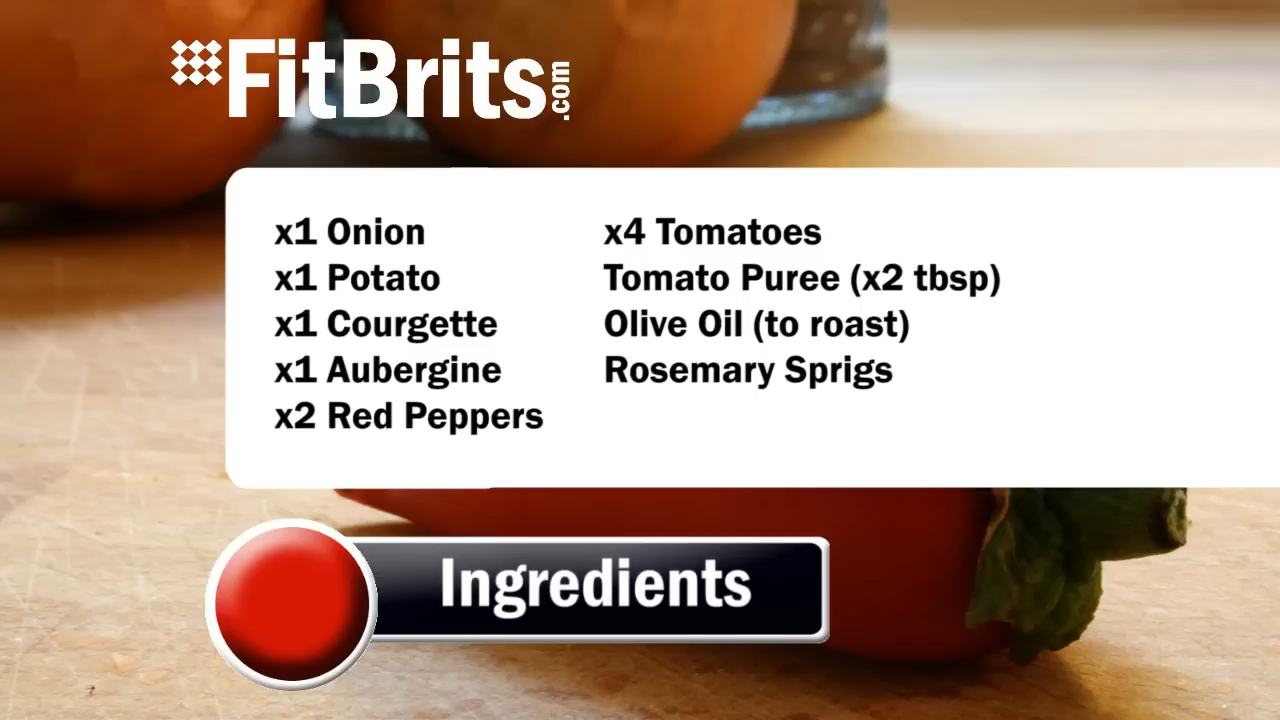 FitBrits.com
x1 Onion
x1 Potato
x1 Courgette
x1 Aubergine
x2 Red Peppers
x4 Tomatoes
Tomato Puree (x2 tbsp)
Olive Oil (to roast)
Rosemary Sprigs
Ingredients